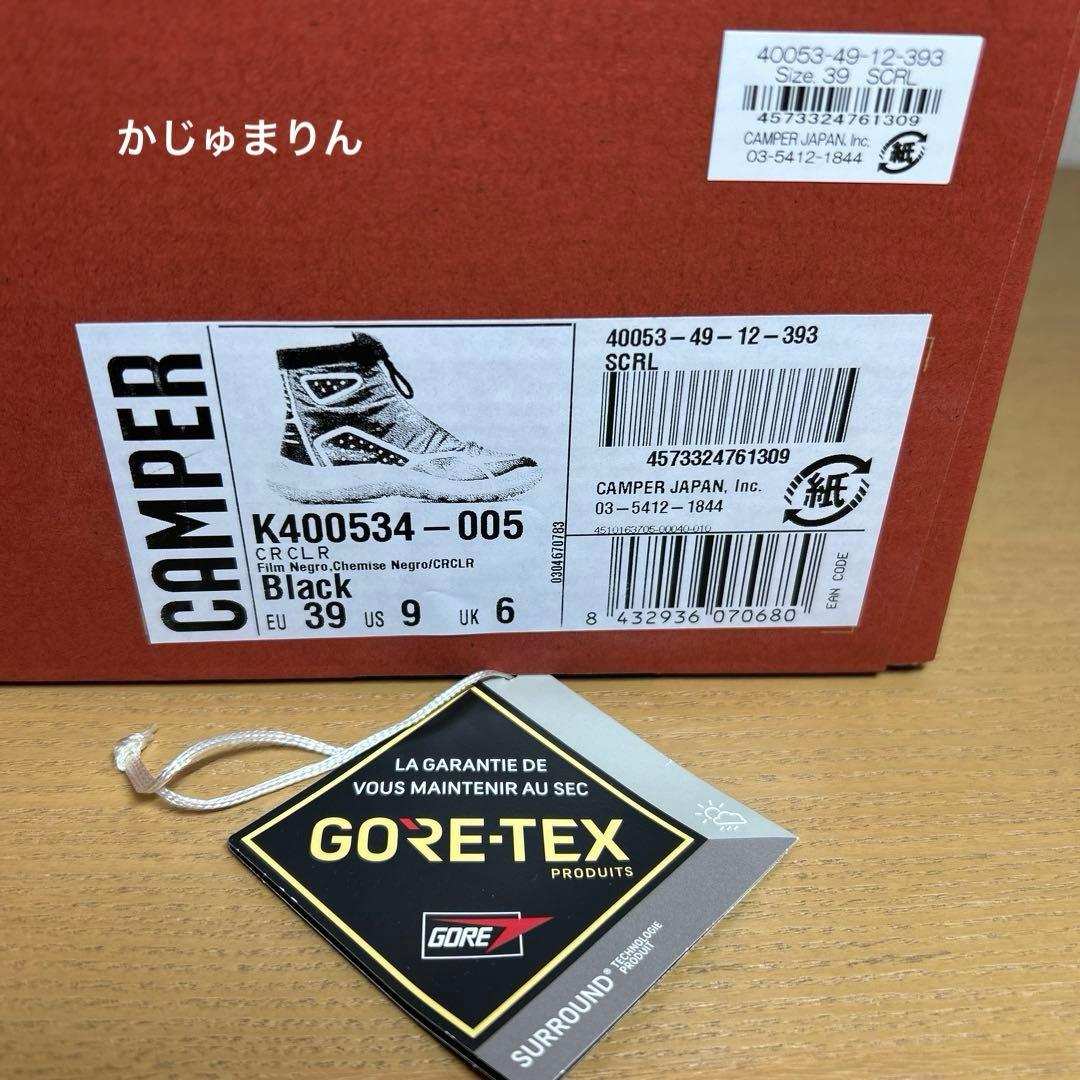 40053-49-12-393
Size 39 SCRL
4573324761309
CAMPER JAPAN, Inc.
03-5412-1844
紙
かじゅまりん
CAMPER
K400534-005
CRCLR
Film Negro,Chemise Negro/CRCLR
Black
EU 39 US 9 UK 6
0304670783
40053-49-12-393
SCRL
4573324761309
CAMPER JAPAN, Inc.
03-5412-1844
紙
4510163705-00040-010
8 432936 070680
EAN CODE
LA GARANTIE DE
VOUS MAINTENIR AU SEC
GORE-TEX
PRODUITS
GORE
SURROUND®
TECHNOLOGIE
PRODUIT